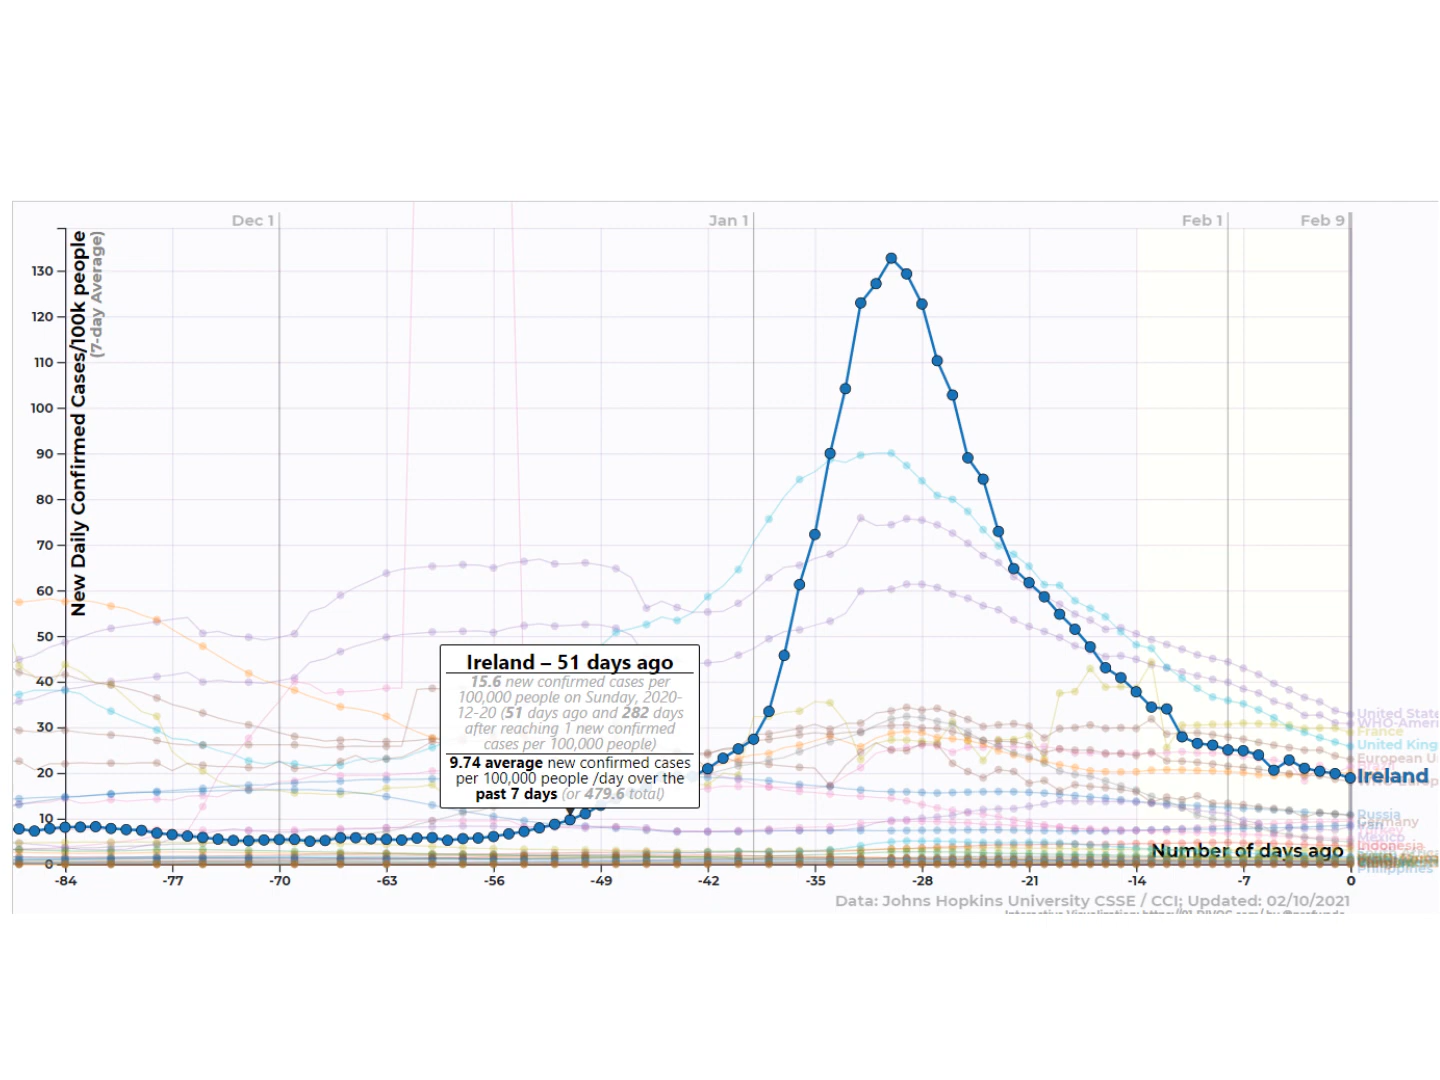 Dec 1
Jan 1
Feb 1
Feb 9
New Daily Confirmed Cases/100k people
(7-day Average)
130
120
110
100
90
80
70
60
50
40
30
20
10
0
Ireland – 51 days ago
15.6 new confirmed cases per
100,000 people on Sunday, 2020-
12-20 (51 days ago and 282 days
after reaching 1 new confirmed
cases per 100,000 people)
9.74 average new confirmed cases
per 100,000 people /day over the
past 7 days (or 479.6 total)
United State
WHO-Ameri
France
United King
European U
Ireland
Russia
Germany
Mexico
Indonesia
Philippines
Number of days ago
-84
-77
-70
-63
-56
-49
-42
-35
-28
-21
-14
-7
0
Data: Johns Hopkins University CSSE / CCI; Updated: 02/10/2021